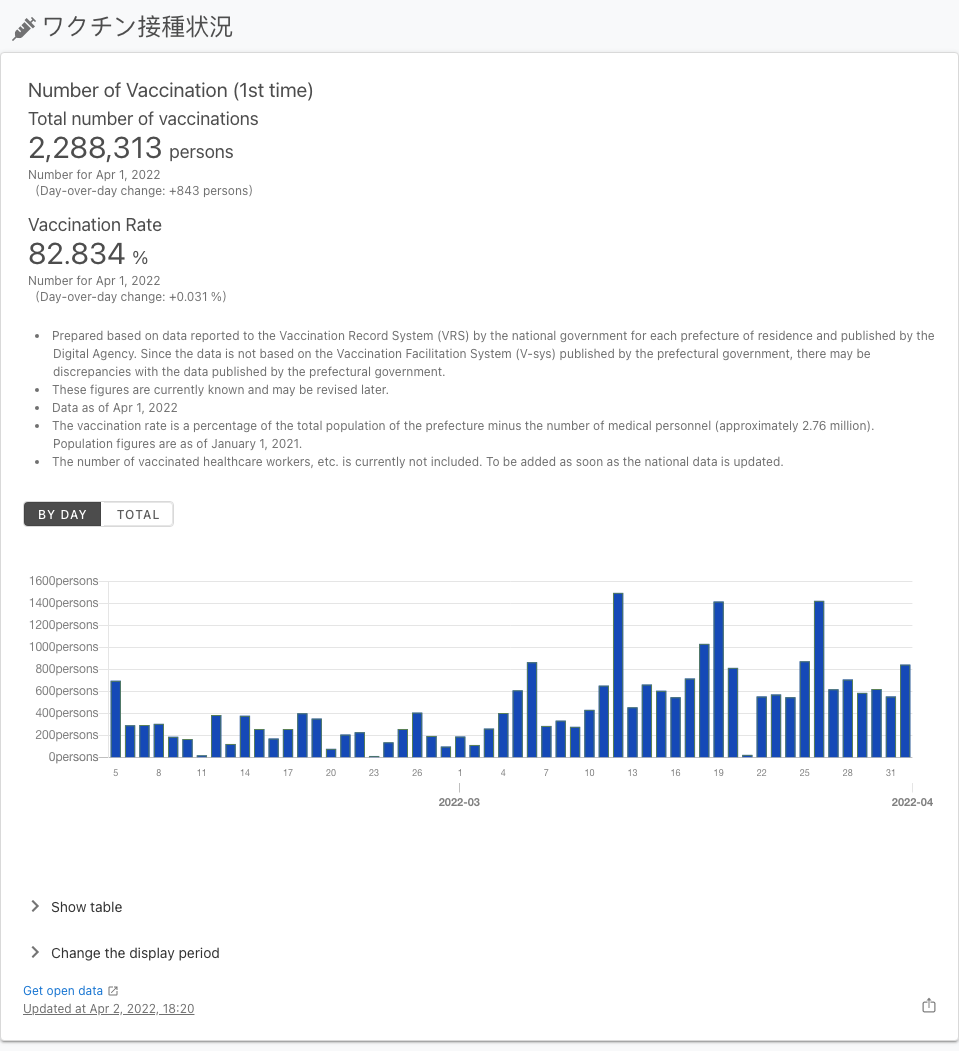 ワクチン接種状況
Number of Vaccination (1st time)
Total number of vaccinations
2,288,313 persons
Number for Apr 1, 2022
(Day-over-day change: +843 persons)
Vaccination Rate
82.834 %
Number for Apr 1, 2022
(Day-over-day change: +0.031 %)
• Prepared based on data reported to the Vaccination Record System (VRS) by the national government for each prefecture of residence and published by the
Digital Agency. Since the data is not based on the Vaccination Facilitation System (V-sys) published by the prefectural government, there may be
discrepancies with the data published by the prefectural government.
• These figures are currently known and may be revised later.
• Data as of Apr 1, 2022
• The vaccination rate is a percentage of the total population of the prefecture minus the number of medical personnel (approximately 2.76 million).
Population figures are as of January 1, 2021.
• The number of vaccinated healthcare workers, etc. is currently not included. To be added as soon as the national data is updated.
BY DAY TOTAL
1600persons
1400persons
1200persons
1000persons
800persons
600persons
400persons
200persons
0persons
5 8 11 14 17 20 23 26 1 4 7 10 13 16 19 22 25 28 31
2022-03 2022-04
Show table
Change the display period
Get open data
Updated at Apr 2, 2022, 18:20